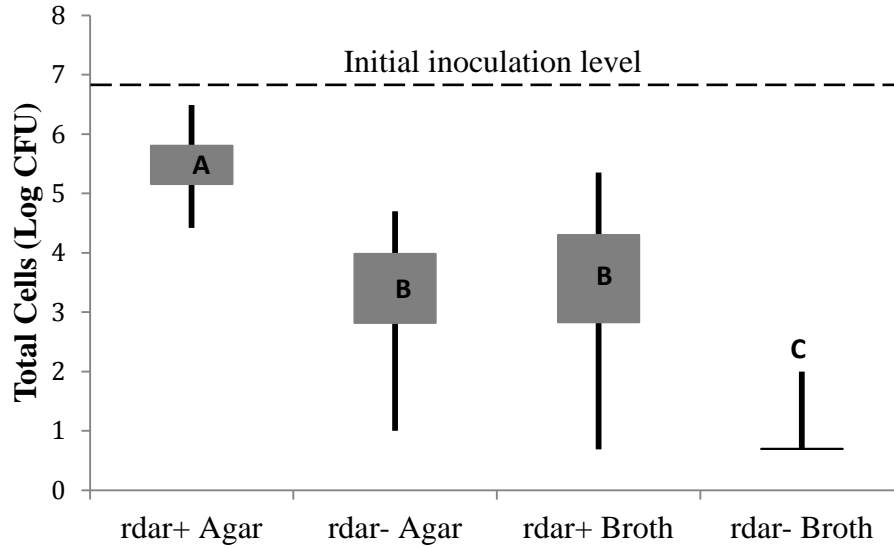 Total Cells (Log CFU)
8
7
6
5
4
3
2
1
0
Initial inoculation level
A
B
B
C
rdar+ Agar
rdar- Agar
rdar+ Broth
rdar- Broth